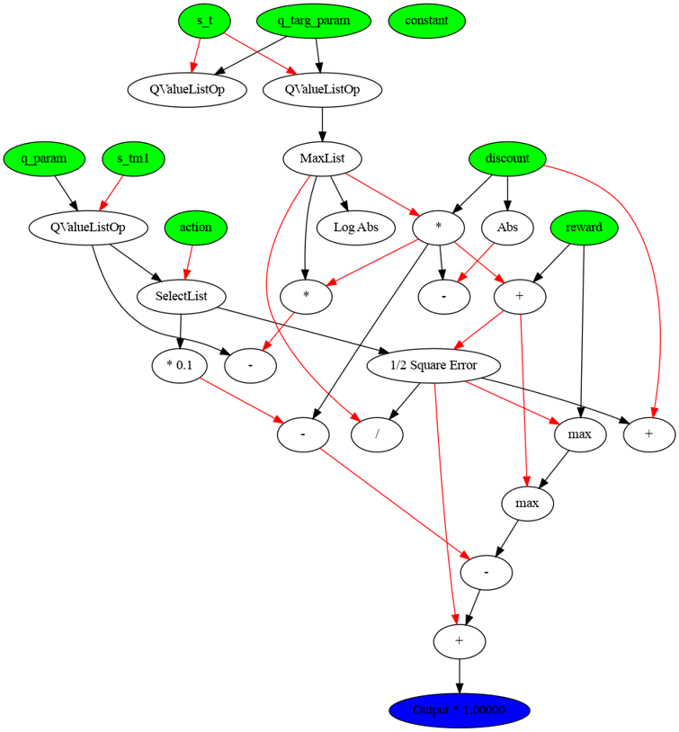 s_t q_targ_param constant
QValueListOp QValueListOp
q_param s_tm1 MaxList discount
QValueListOp action Log Abs * Abs reward
SelectList * - +
* 0.1 - 1/2 Square Error
- / max +
max
-
+
Output * 1.00000